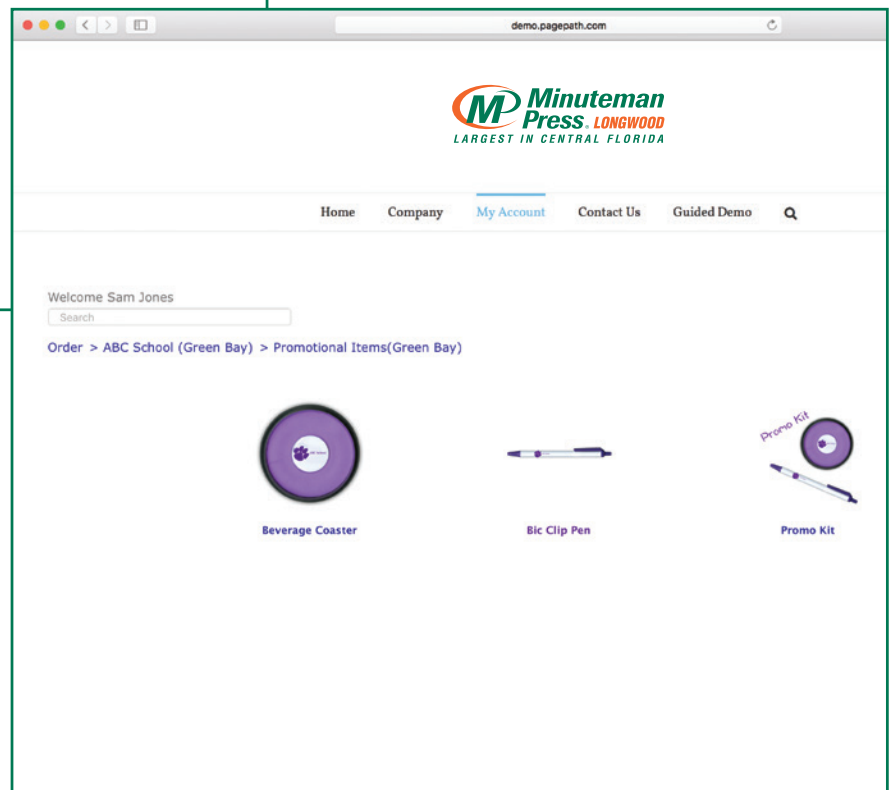 demo.pagepath.com
MP Minuteman
Press. LONGWOOD
LARGEST IN CENTRAL FLORIDA
Home Company My Account Contact Us Guided Demo
Welcome Sam Jones
Search
Order > ABC School (Green Bay) > Promotional Items(Green Bay)
Promo Kit
Beverage Coaster Bic Clip Pen Promo Kit